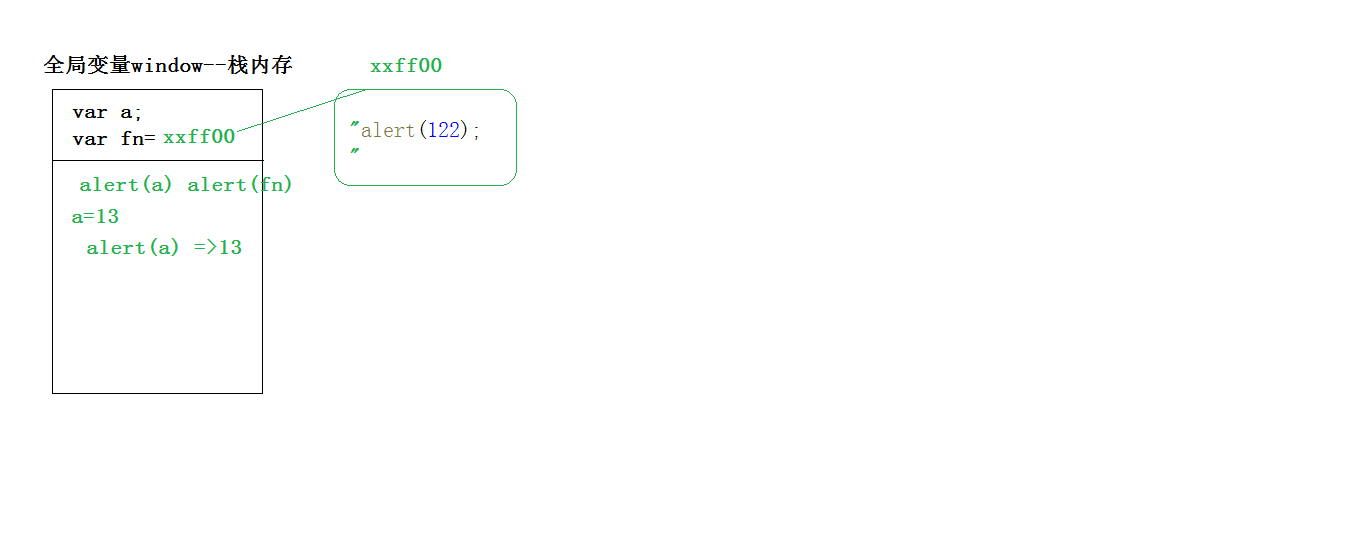 全局变量window--栈内存
xxff00
var a;
var fn= xxff00
"alert(122);
"
alert(a) alert(fn)
a=13
alert(a) =>13